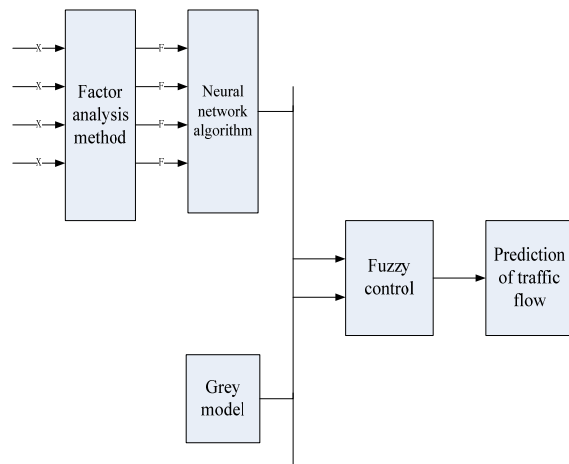 X
F
X
F
X
F
X
F
Factor
analysis
method
Neural
network
algorithm
Fuzzy
control
Prediction
of traffic
flow
Grey
model